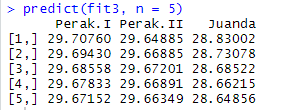 > predict(fit3, n = 5)
Perak.I Perak.II Juanda
[1,] 29.70760 29.64885 28.83002
[2,] 29.69430 29.66885 28.73078
[3,] 29.68558 29.67201 28.68522
[4,] 29.67833 29.66891 28.66215
[5,] 29.67152 29.66349 28.64856